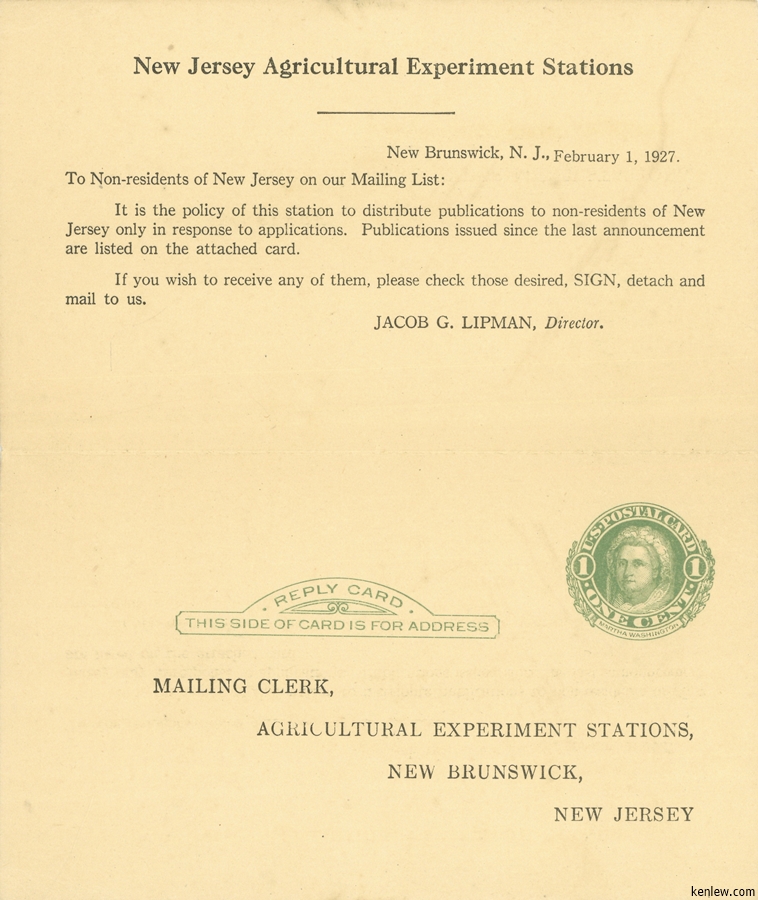 New Jersey Agricultural Experiment Stations
New Brunswick, N. J., February 1, 1927.
To Non-residents of New Jersey on our Mailing List:
It is the policy of this station to distribute publications to non-residents of New
Jersey only in response to applications. Publications issued since the last announcement
are listed on the attached card.
If you wish to receive any of them, please check those desired, SIGN, detach and
mail to us.
JACOB G. LIPMAN, Director.
U·S·POSTAL CARD
1 1
·ONE CENT·
MARTHA WASHINGTON
· REPLY CARD ·
THIS SIDE OF CARD IS FOR ADDRESS
MAILING CLERK,
AGRICULTURAL EXPERIMENT STATIONS,
NEW BRUNSWICK,
NEW JERSEY
kenlew.com